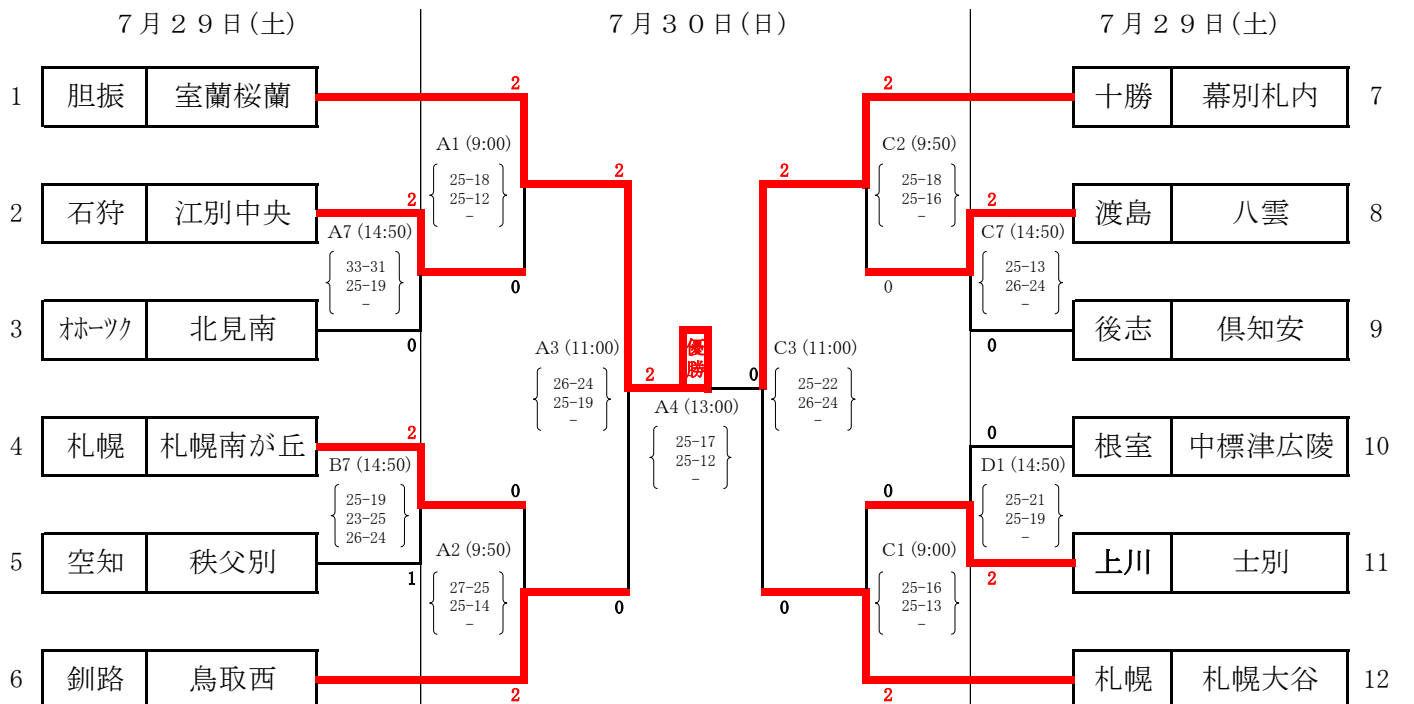 7月29日(土)
7月30日(日)
7月29日(土)
1 胆振 室蘭桜蘭
2
A1 (9:00)
25-18
25-12
-
2 石狩 江別中央
2
A7 (14:50)
33-31
25-19
-
0
3 オホーツク 北見南
0
2
A3 (11:00)
26-24
25-19
-
4 札幌 札幌南が丘
2
B7 (14:50)
25-19
23-25
26-24
0
5 空知 秩父別
1
A2 (9:50)
27-25
25-14
-
0
6 釧路 鳥取西
2
優勝
2
0
A4 (13:00)
25-17
25-12
-
2
十勝 幕別札内 7
C2 (9:50)
25-18
25-16
-
2
2
渡島 八雲 8
C7 (14:50)
25-13
26-24
-
0
後志 倶知安 9
0
C3 (11:00)
25-22
26-24
-
0
根室 中標津広陵 10
D1 (14:50)
25-21
25-19
-
0
上川 士別 11
2
C1 (9:00)
25-16
25-13
-
0
札幌 札幌大谷 12
2